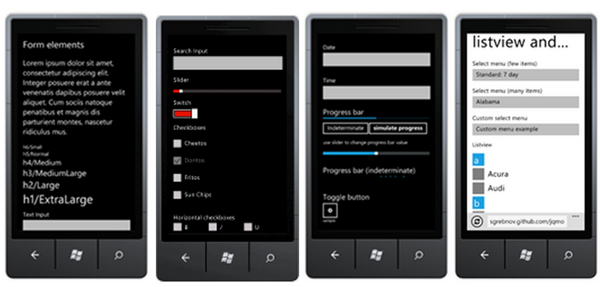 Form elements
Lorem ipsum dolor sit amet,
consectetur adipiscing elit.
Integer posuere erat a ante
venenatis dapibus posuere velit
aliquet. Cum sociis natoque
penatibus et magnis dis
parturient montes, nascetur
ridiculus mus.
h6/Small
h5/Normal
h4/Medium
h3/MediumLarge
h2/Large
h1/ExtraLarge
Text Input
Search Input
Slider
Switch
Checkboxes
Cheetos
Doritos
Fritos
Sun Chips
Horizontal checkboxes
B
I
U
Date
Time
Progress bar
Indeterminate
simulate progress
use slider to change progress bar value
Progress bar (indeterminate)
Toggle button
listview and...
Select menu (few items)
Standard: 7 day
Select menu (many items)
Alabama
Custom select menu
Custom menu example
Listview
a
Acura
Audi
b
sgrebnov.github.com/jqmo